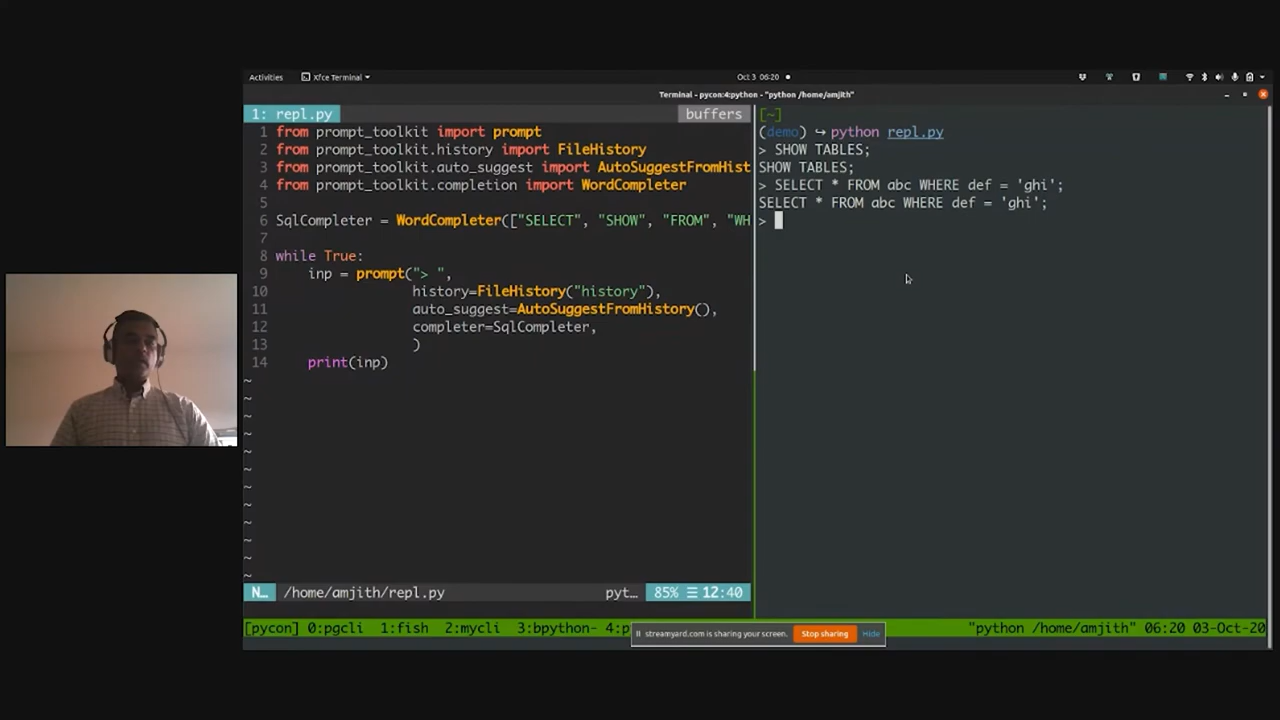 Activities
Xfce Terminal
Oct 3 06:20
Terminal - pycon:4:python - "python /home/amjith"
1: repl.py
buffers
1 from prompt_toolkit import prompt
2 from prompt_toolkit.history import FileHistory
3 from prompt_toolkit.auto_suggest import AutoSuggestFromHist
4 from prompt_toolkit.completion import WordCompleter
5
6 SqlCompleter = WordCompleter(["SELECT", "SHOW", "FROM", "WH
7
8 while True:
9 inp = prompt("> ",
10 history=FileHistory("history"),
11 auto_suggest=AutoSuggestFromHistory(),
12 completer=SqlCompleter,
13 )
14 print(inp)
~
~
~
~
~
~
~
~
~
~
~
~
N… /home/amjith/repl.py pyt… 85% ☰ 12:40
[~]
(demo) ↪ python repl.py
> SHOW TABLES;
SHOW TABLES;
> SELECT * FROM abc WHERE def = 'ghi';
SELECT * FROM abc WHERE def = 'ghi';
>
[pycon] 0:pgcli 1:fish 2:mycli 3:bpython- 4:p
streamyard.com is sharing your screen.
Stop sharing
Hide
"python /home/amjith" 06:20 03-Oct-20